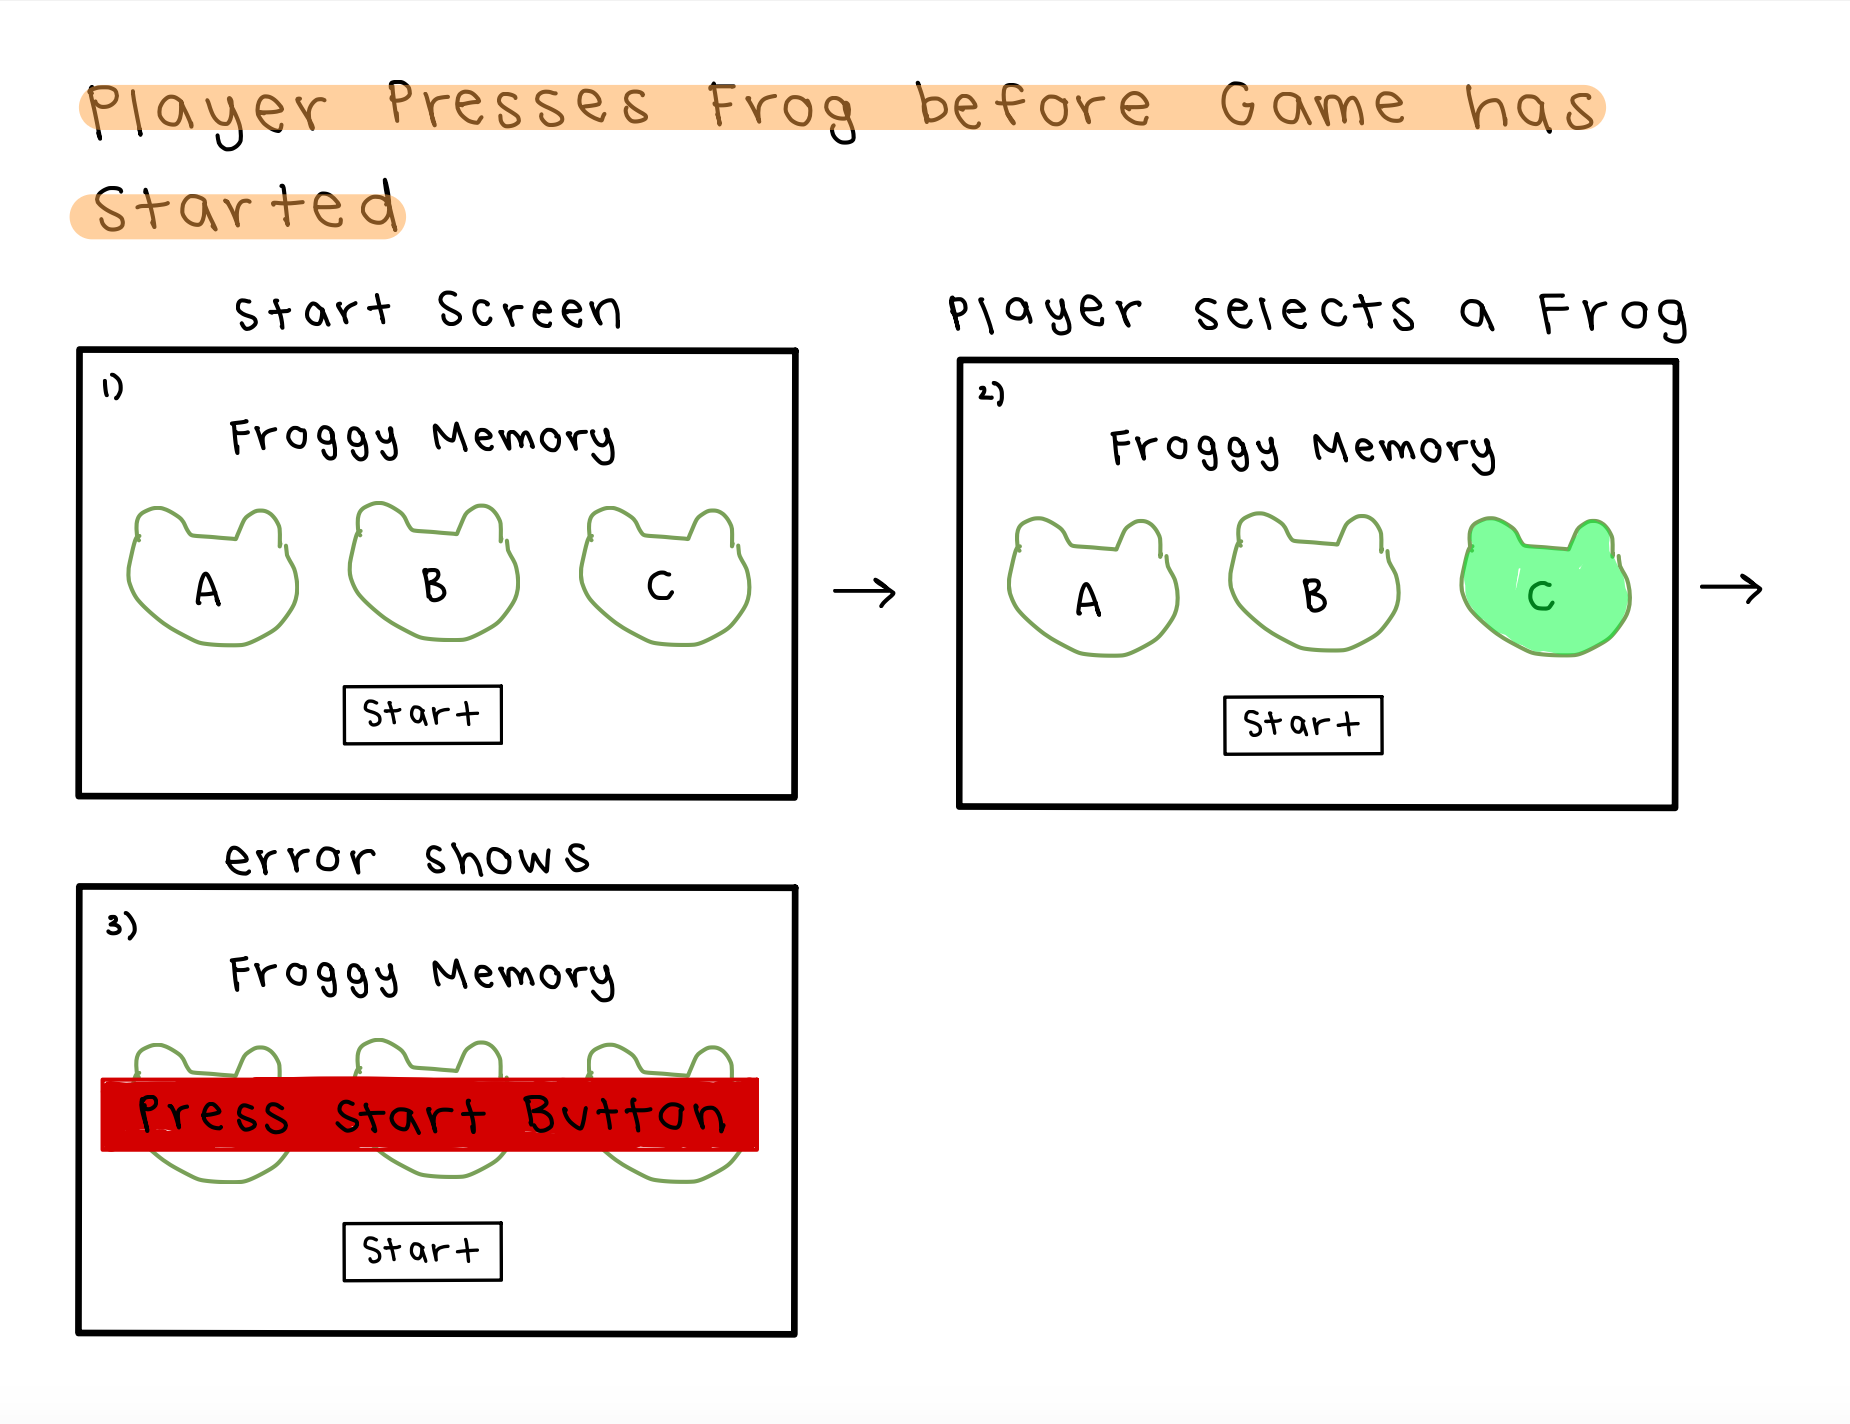 Player Presses Frog before Game has
Started
Start Screen
1)
Froggy Memory
A B C
Start
Player selects a Frog
2)
Froggy Memory
A B C
Start
error shows
3)
Froggy Memory
Press Start Button
Start